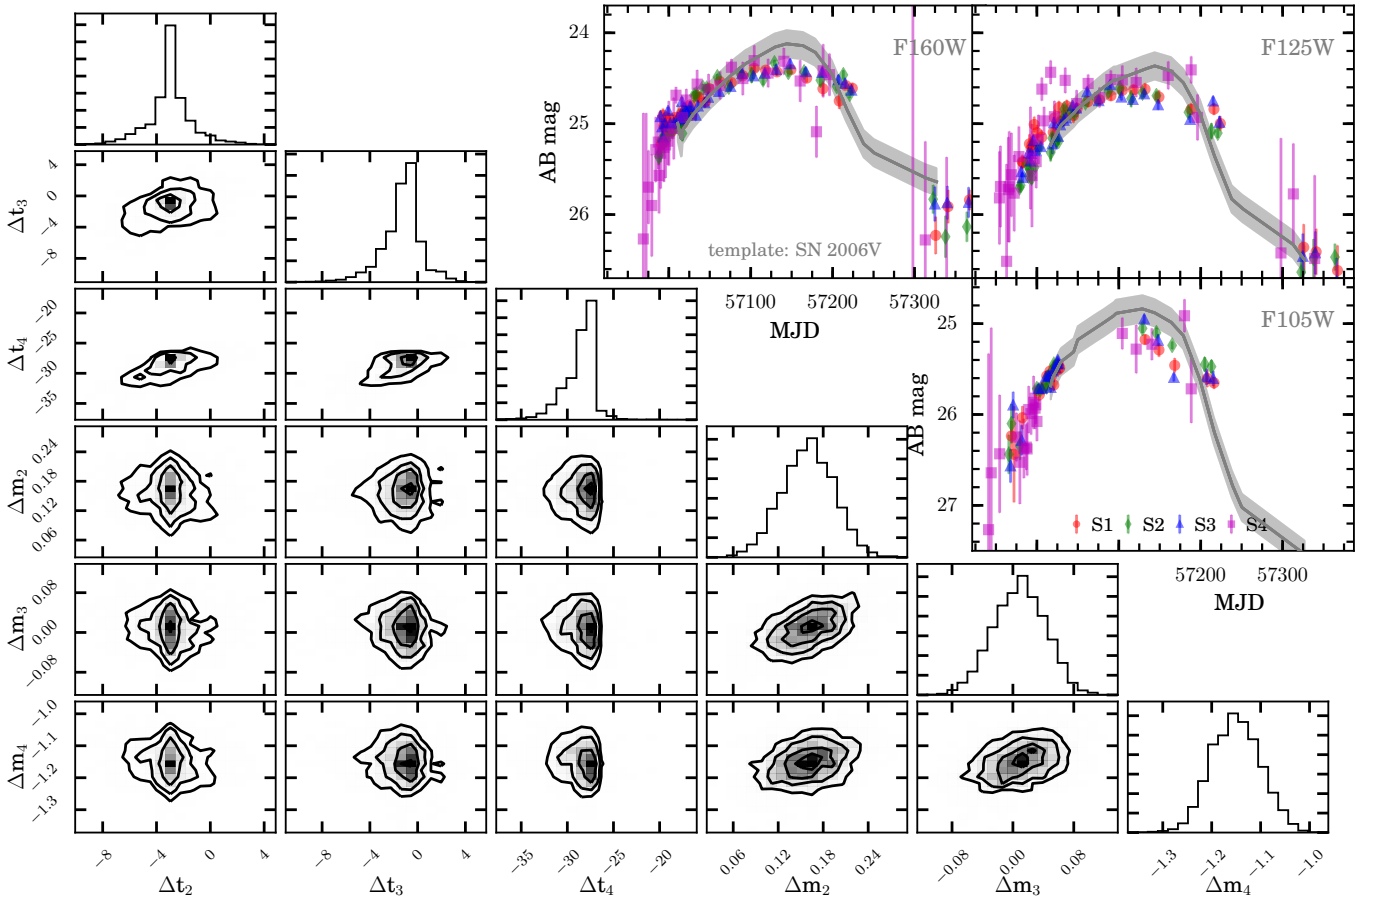 24
25
26
AB mag
F160W
template: SN 2006V
F125W
57100 57200 57300
MJD
25
26
27
AB mag
F105W
S1 S2 S3 S4
57200 57300
MJD
4
0
−4
−8
Δt3
−20
−25
−30
−35
Δt4
0.24
0.18
0.12
0.06
Δm2
0.08
0.00
−0.08
Δm3
−1.0
−1.1
−1.2
−1.3
Δm4
−8 −4 0 4
Δt2
−8 −4 0 4
Δt3
−35 −30 −25 −20
Δt4
0.06 0.12 0.18 0.24
Δm2
−0.08 0.00 0.08
Δm3
−1.3 −1.2 −1.1 −1.0
Δm4